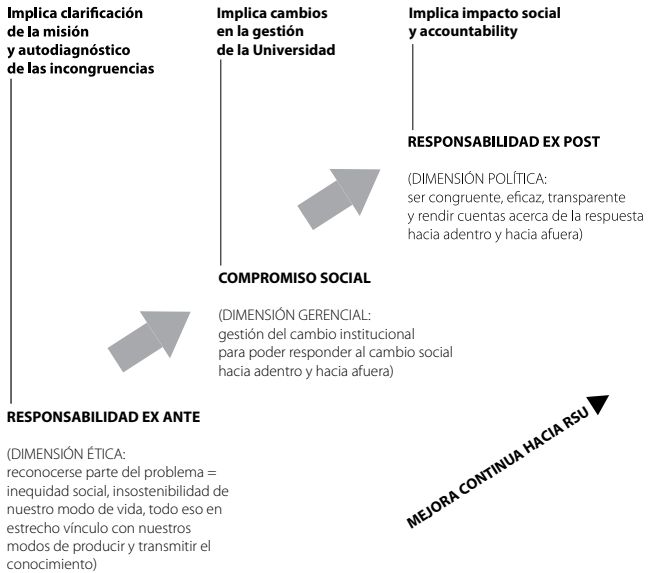 Implica clarificación
de la misión
y autodiagnóstico
de las incongruencias
Implica cambios
en la gestión
de la Universidad
Implica impacto social
y accountability
RESPONSABILIDAD EX POST
(DIMENSIÓN POLÍTICA:
ser congruente, eficaz, transparente
y rendir cuentas acerca de la respuesta
hacia adentro y hacia afuera)
COMPROMISO SOCIAL
(DIMENSIÓN GERENCIAL:
gestión del cambio institucional
para poder responder al cambio social
hacia adentro y hacia afuera)
RESPONSABILIDAD EX ANTE
(DIMENSIÓN ÉTICA:
reconocerse parte del problema =
inequidad social, insostenibilidad de
nuestro modo de vida, todo eso en
estrecho vínculo con nuestros
modos de producir y transmitir el
conocimiento)
MEJORA CONTINUA HACIA RSU